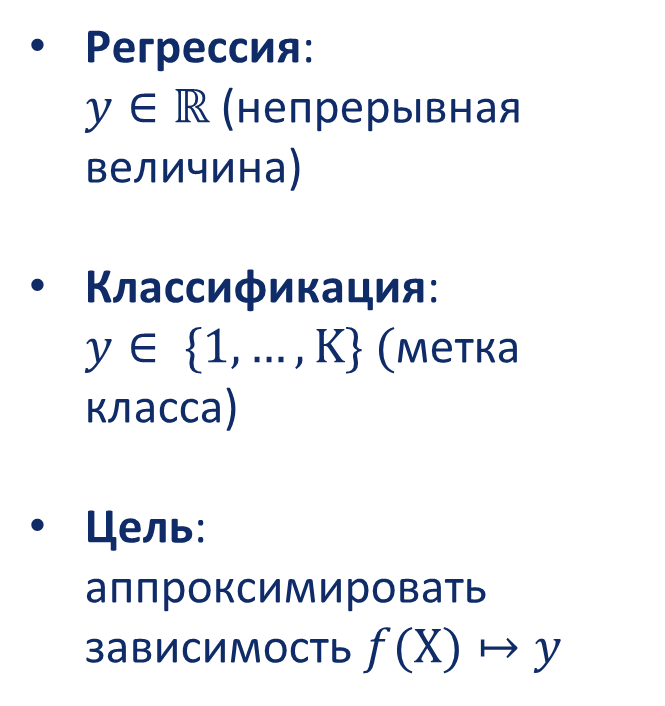 • Регрессия:
y ∈ ℝ (непрерывная
величина)
• Классификация:
y ∈ {1, … , K} (метка
класса)
• Цель:
аппроксимировать
зависимость f(X) ↦ y